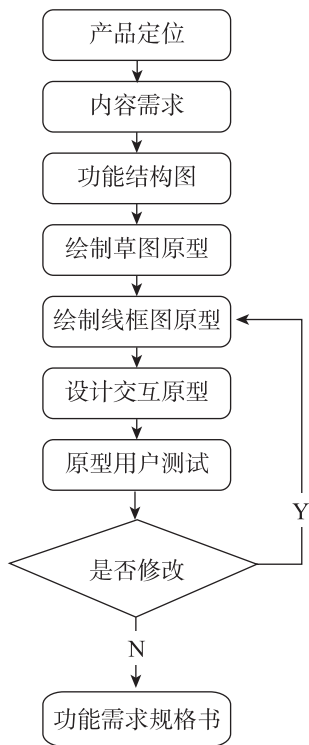 产品定位
内容需求
功能结构图
绘制草图原型
绘制线框图原型
设计交互原型
原型用户测试
Y
是否修改
N
功能需求规格书